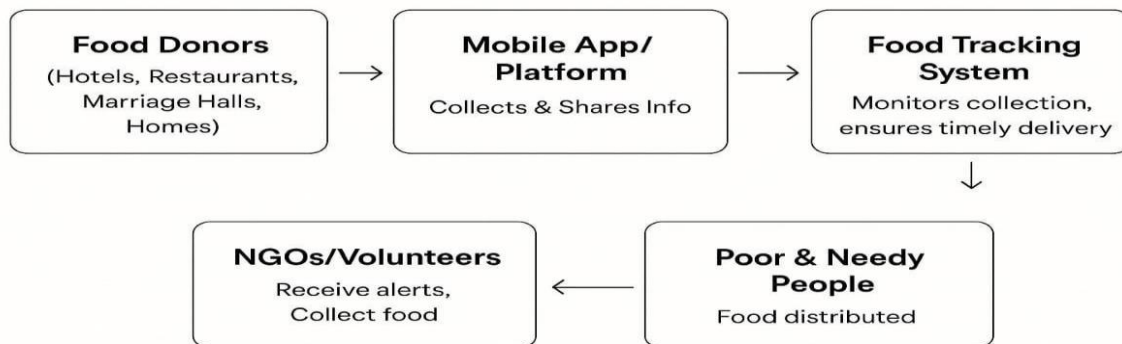 Food Donors
(Hotels, Restaurants,
Marriage Halls,
Homes)
Mobile App/
Platform
Collects & Shares Info
Food Tracking
System
Monitors collection,
ensures timely delivery
NGOs/Volunteers
Receive alerts,
Collect food
Poor & Needy
People
Food distributed